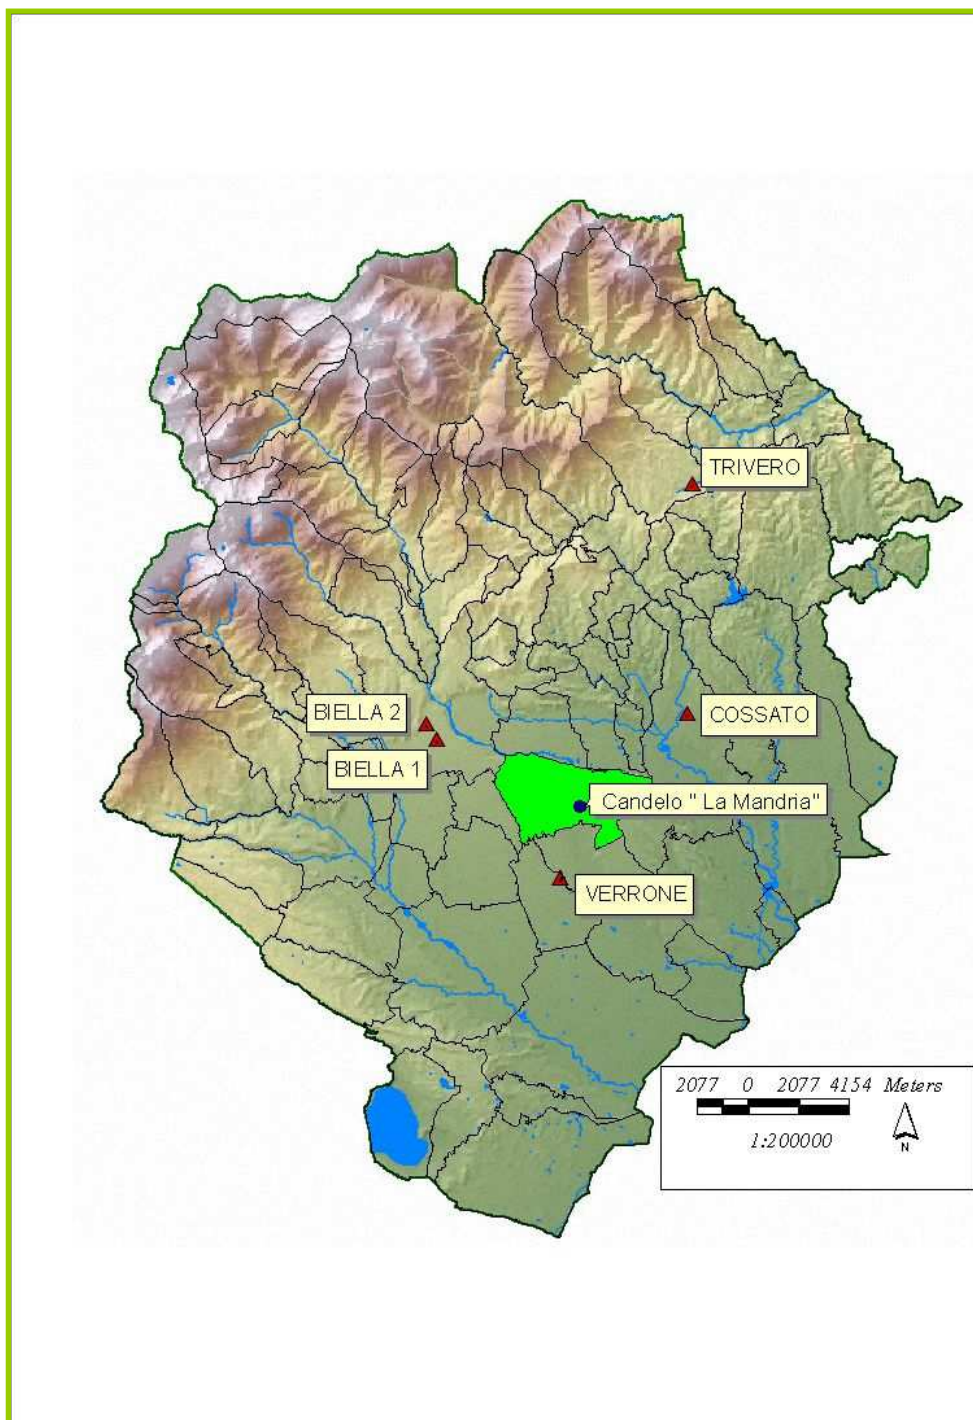 TRIVERO
BIELLA 2
COSSATO
BIELLA 1
Candelo " La Mandria"
VERRONE
2077 0 2077 4154 Meters
1:200000
N